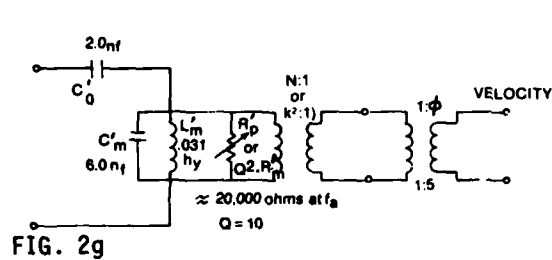 2.0nf
C'0
N:1
or
k²:1)
1:ϕ
VELOCITY
C'm
6.0nf
L'm
.031
hy
R'p
or
Q².R'm
1:5
≈ 20,000 ohms at fa
Q = 10
FIG. 2g